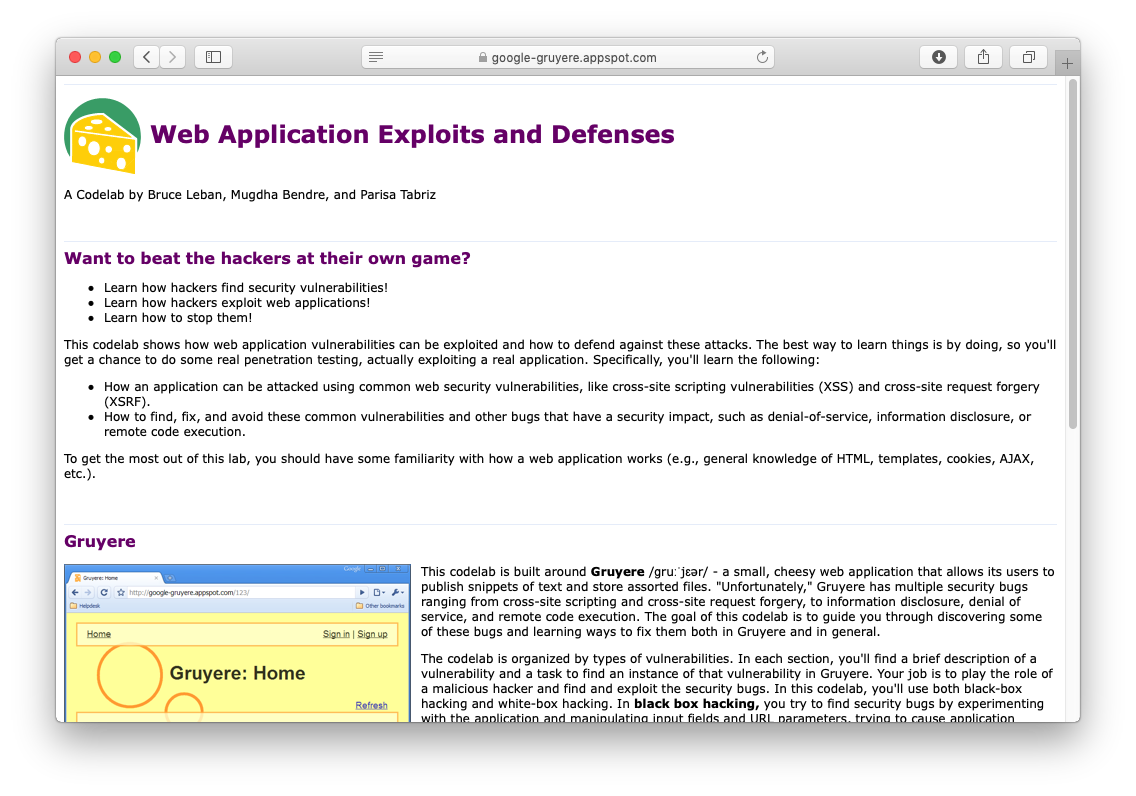 google-gruyere.appspot.com
Web Application Exploits and Defenses
A Codelab by Bruce Leban, Mugdha Bendre, and Parisa Tabriz
Want to beat the hackers at their own game?
• Learn how hackers find security vulnerabilities!
• Learn how hackers exploit web applications!
• Learn how to stop them!
This codelab shows how web application vulnerabilities can be exploited and how to defend against these attacks. The best way to learn things is by doing, so you'll
get a chance to do some real penetration testing, actually exploiting a real application. Specifically, you'll learn the following:
• How an application can be attacked using common web security vulnerabilities, like cross-site scripting vulnerabilities (XSS) and cross-site request forgery
(XSRF).
• How to find, fix, and avoid these common vulnerabilities and other bugs that have a security impact, such as denial-of-service, information disclosure, or
remote code execution.
To get the most out of this lab, you should have some familiarity with how a web application works (e.g., general knowledge of HTML, templates, cookies, AJAX,
etc.).
Gruyere
Google
Gruyere: Home
http://google-gruyere.appspot.com/123/
Helpdesk
Other bookmarks
Home
Sign in | Sign up
Gruyere: Home
Refresh
This codelab is built around Gruyere /ɡruːˈjɛər/ - a small, cheesy web application that allows its users to
publish snippets of text and store assorted files. "Unfortunately," Gruyere has multiple security bugs
ranging from cross-site scripting and cross-site request forgery, to information disclosure, denial of
service, and remote code execution. The goal of this codelab is to guide you through discovering some
of these bugs and learning ways to fix them both in Gruyere and in general.
The codelab is organized by types of vulnerabilities. In each section, you'll find a brief description of a
vulnerability and a task to find an instance of that vulnerability in Gruyere. Your job is to play the role of
a malicious hacker and find and exploit the security bugs. In this codelab, you'll use both black-box
hacking and white-box hacking. In black box hacking, you try to find security bugs by experimenting
with the application and manipulating input fields and URL parameters, trying to cause application